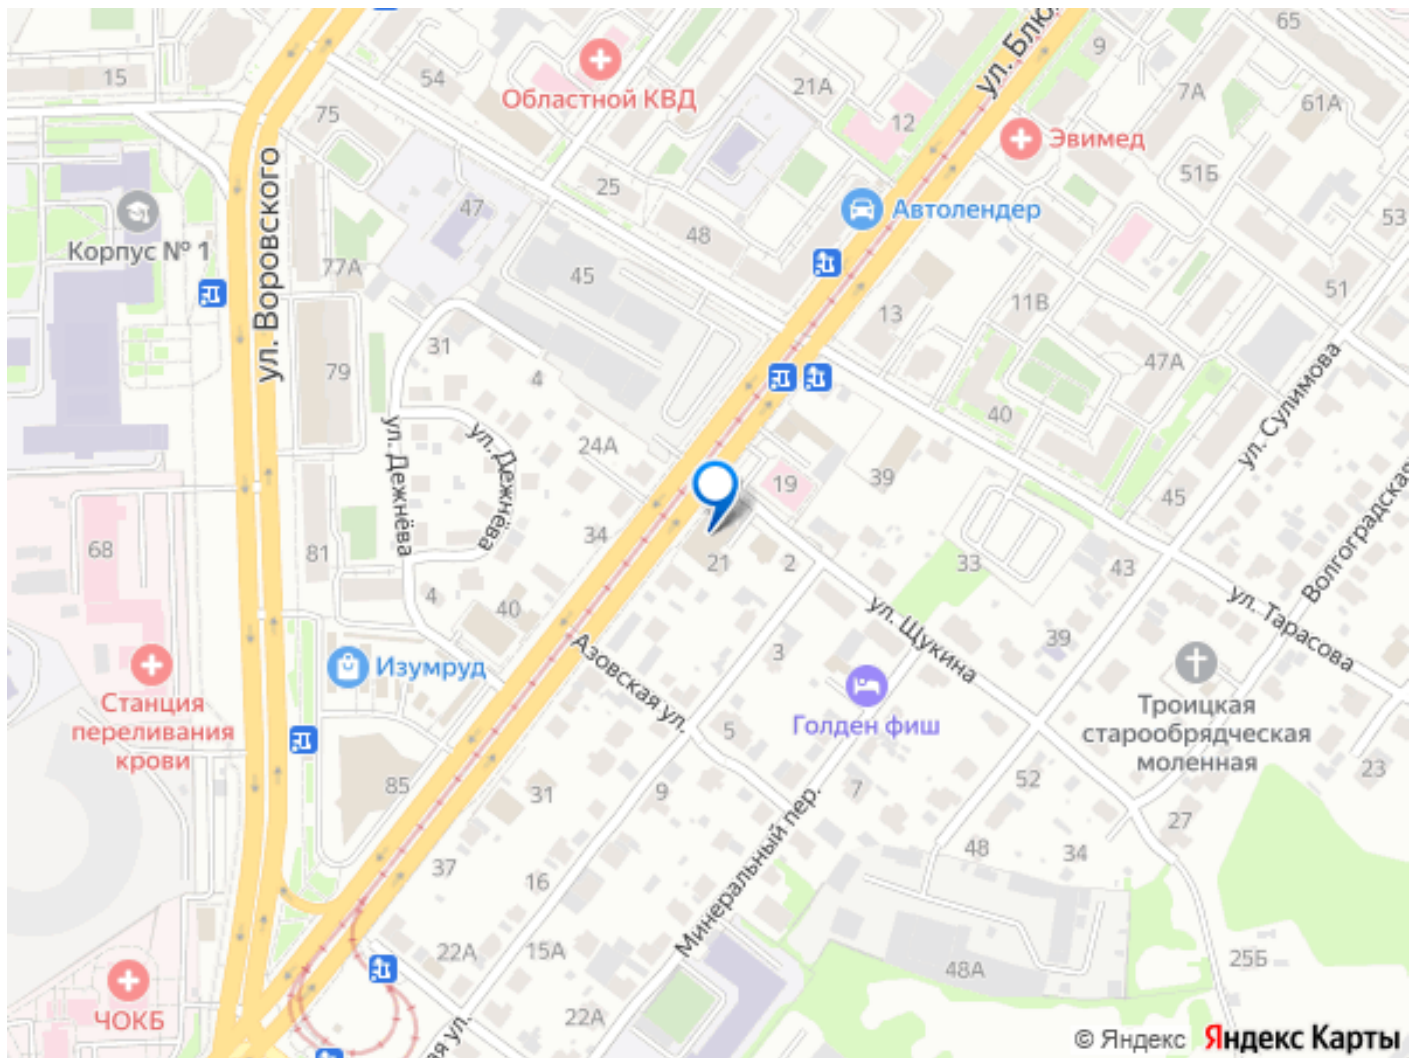 ул. Блю
65
9
15
54
Областной КВД
21А
7А
61А
75
12
Эвимед
ул. Воровского
25
51Б
47
Автолендер
53
Корпус № 1
48
77А
45
51
11В
13
31
79
4
47А
ул. Сулимова
ул. Дежнёва
ул. Дежнёва
24А
40
39
19
45
Волгоградская
34
68
81
21
2
33
43
4
40
ул. Щукина
ул. Тарасова
Азовская ул.
3
39
Изумруд
Станция
переливания
крови
Голден фиш
Троицкая
старообрядческая
моленная
5
85
31
9
7
52
23
27
Минеральный пер.
37
48
34
16
22А
15А
48А
25Б
ЧОКБ
22А
ая ул.
© Яндекс Яндекс Карты